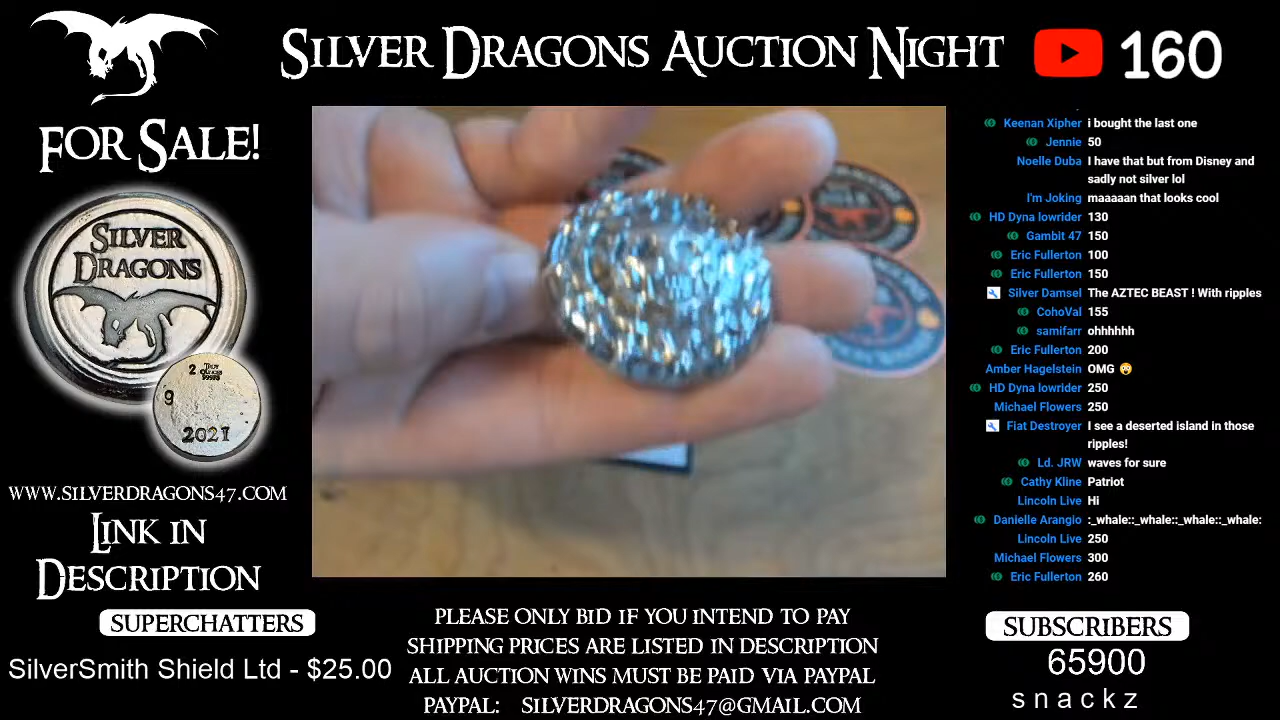 SILVER DRAGONS AUCTION NIGHT
160
FOR SALE!
SILVER
DRAGONS
2
TROY
OUNCES
9
2021
WWW.SILVERDRAGONS47.COM
LINK IN
DESCRIPTION
SUPERCHATTERS
SilverSmith Shield Ltd - $25.00
Keenan Xipher i bought the last one
Jennie 50
Noelle Duba I have that but from Disney and
sadly not silver lol
I'm Joking maaaaan that looks cool
HD Dyna lowrider 130
Gambit 47 150
Eric Fullerton 100
Eric Fullerton 150
Silver Damsel The AZTEC BEAST ! With ripples
CohoVal 155
samifarr ohhhhhh
Eric Fullerton 200
Amber Hagelstein OMG 😳
HD Dyna lowrider 250
Michael Flowers 250
Fiat Destroyer I see a deserted island in those
ripples!
Ld. JRW waves for sure
Cathy Kline Patriot
Lincoln Live Hi
Danielle Arangio :_whale::_whale::_whale::_whale:
Lincoln Live 250
Michael Flowers 300
Eric Fullerton 260
PLEASE ONLY BID IF YOU INTEND TO PAY
SHIPPING PRICES ARE LISTED IN DESCRIPTION
ALL AUCTION WINS MUST BE PAID VIA PAYPAL
PAYPAL: SILVERDRAGONS47@GMAIL.COM
SUBSCRIBERS
65900
snackz